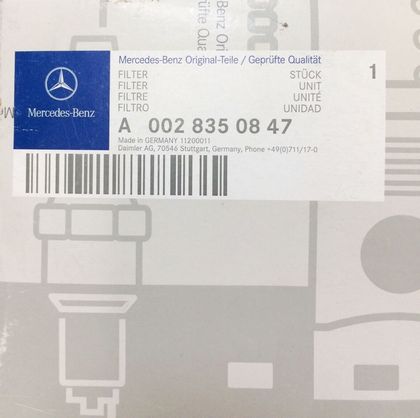 Mercedes-Benz
Mercedes-Benz Original-Teile / Geprüfte Qualität
FILTER STÜCK 1
FILTER UNIT
FILTRE UNITÉ
FILTRO UNIDAD
A 002 835 08 47
Made in GERMANY 11200011
Daimler AG, 70546 Stuttgart, Germany, Phone +49(0)711/17-0